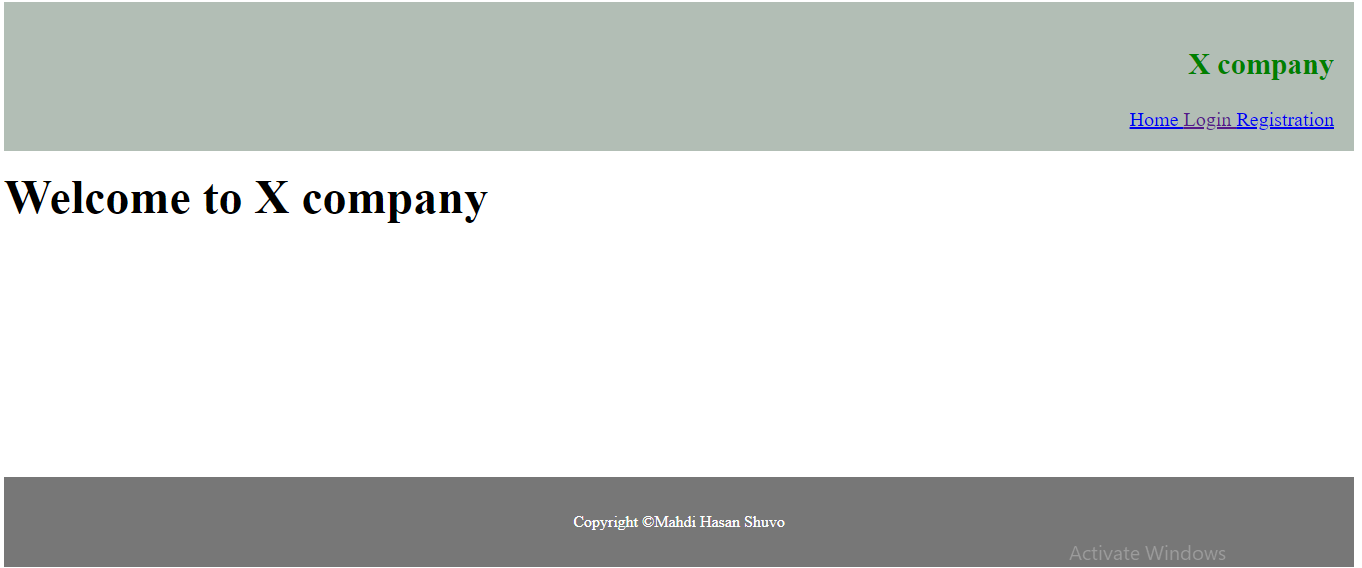 X company
Home Login Registration
Welcome to X company
Copyright ©Mahdi Hasan Shuvo
Activate Windows